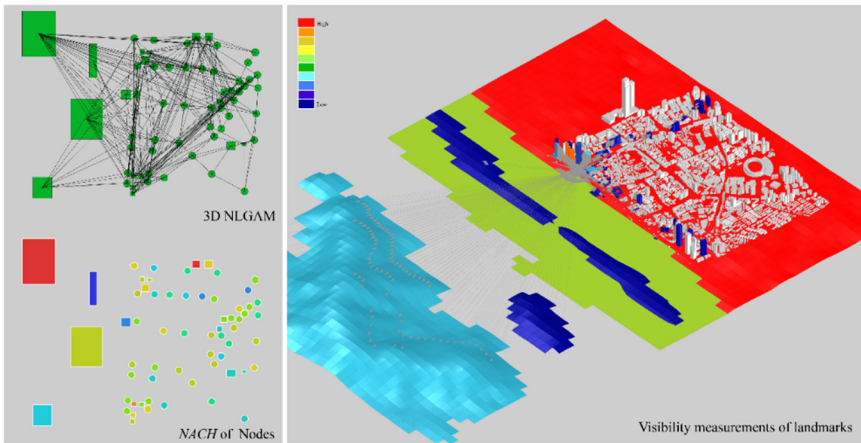 3D NLGAM
NACH of Nodes
High
Low
Visibility measurements of landmarks